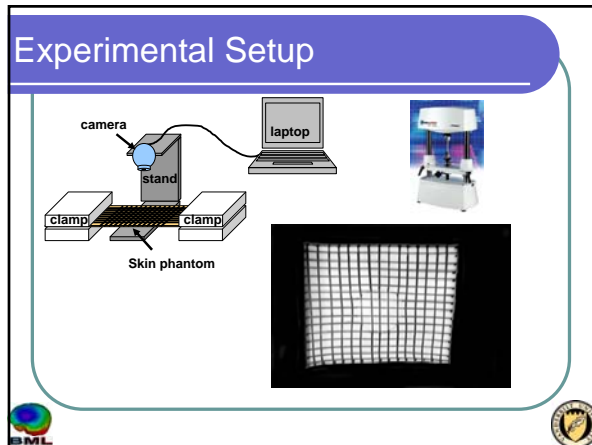 Experimental Setup
camera
laptop
stand
clamp
clamp
Skin phantom
BML